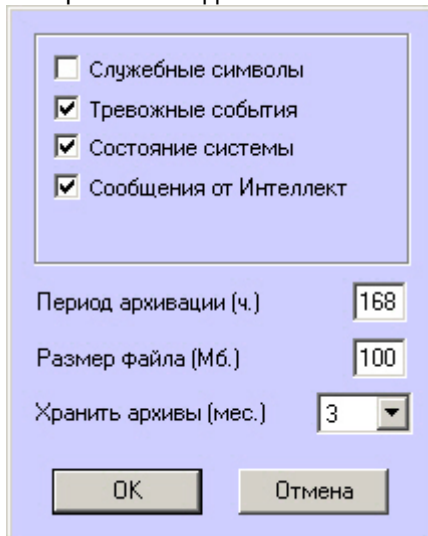 Служебные символы
Тревожные события
Состояние системы
Сообщения от Интеллект
Период архивации (ч.) 168
Размер файла (Мб.) 100
Хранить архивы (мес.) 3
OK Отмена